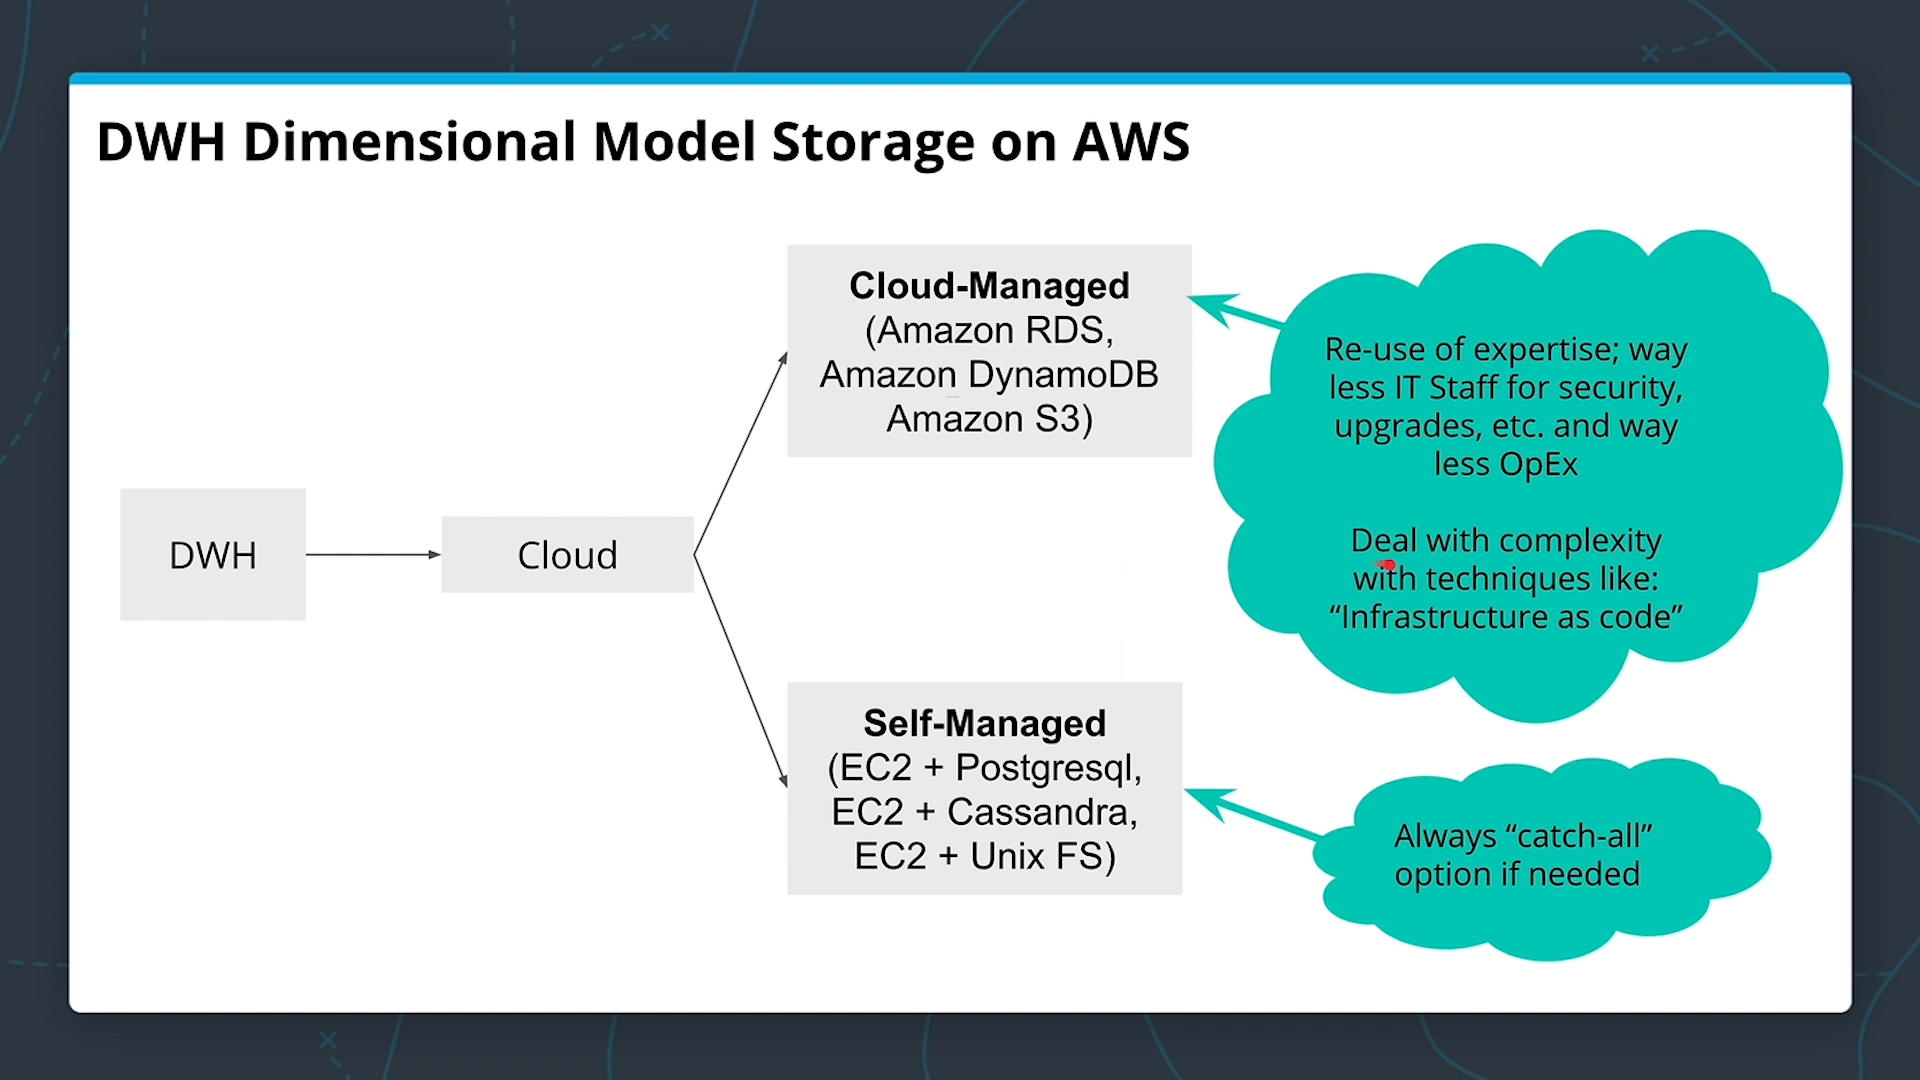 DWH Dimensional Model Storage on AWS
Cloud-Managed
(Amazon RDS,
Amazon DynamoDB
Amazon S3)
Re-use of expertise; way
less IT Staff for security,
upgrades, etc. and way
less OpEx
Deal with complexity
with techniques like:
“Infrastructure as code”
DWH
Cloud
Self-Managed
(EC2 + Postgresql,
EC2 + Cassandra,
EC2 + Unix FS)
Always “catch-all”
option if needed